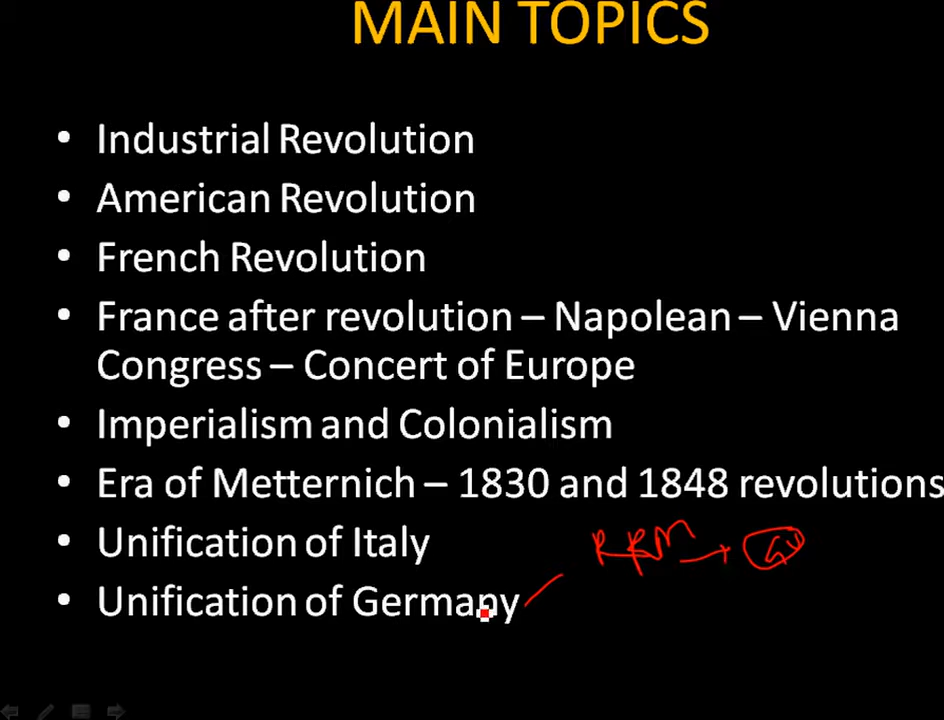 MAIN TOPICS
• Industrial Revolution
• American Revolution
• French Revolution
• France after revolution – Napolean – Vienna
Congress – Concert of Europe
• Imperialism and Colonialism
• Era of Metternich – 1830 and 1848 revolutions
• Unification of Italy
• Unification of Germany